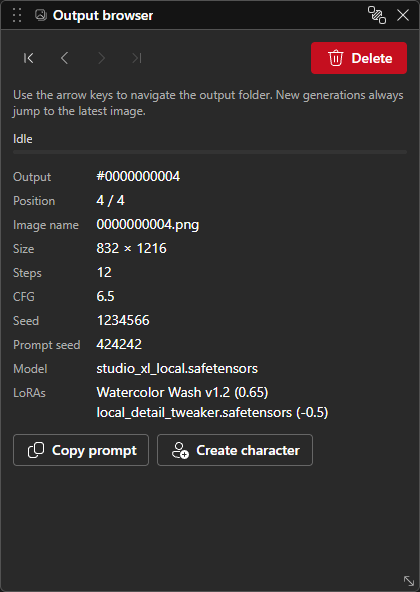 Output browser
Delete
Use the arrow keys to navigate the output folder. New generations always
jump to the latest image.
Idle
Output #0000000004
Position 4 / 4
Image name 0000000004.png
Size 832 × 1216
Steps 12
CFG 6.5
Seed 1234566
Prompt seed 424242
Model studio_xl_local.safetensors
LoRAs Watercolor Wash v1.2 (0.65)
local_detail_tweaker.safetensors (-0.5)
Copy prompt Create character